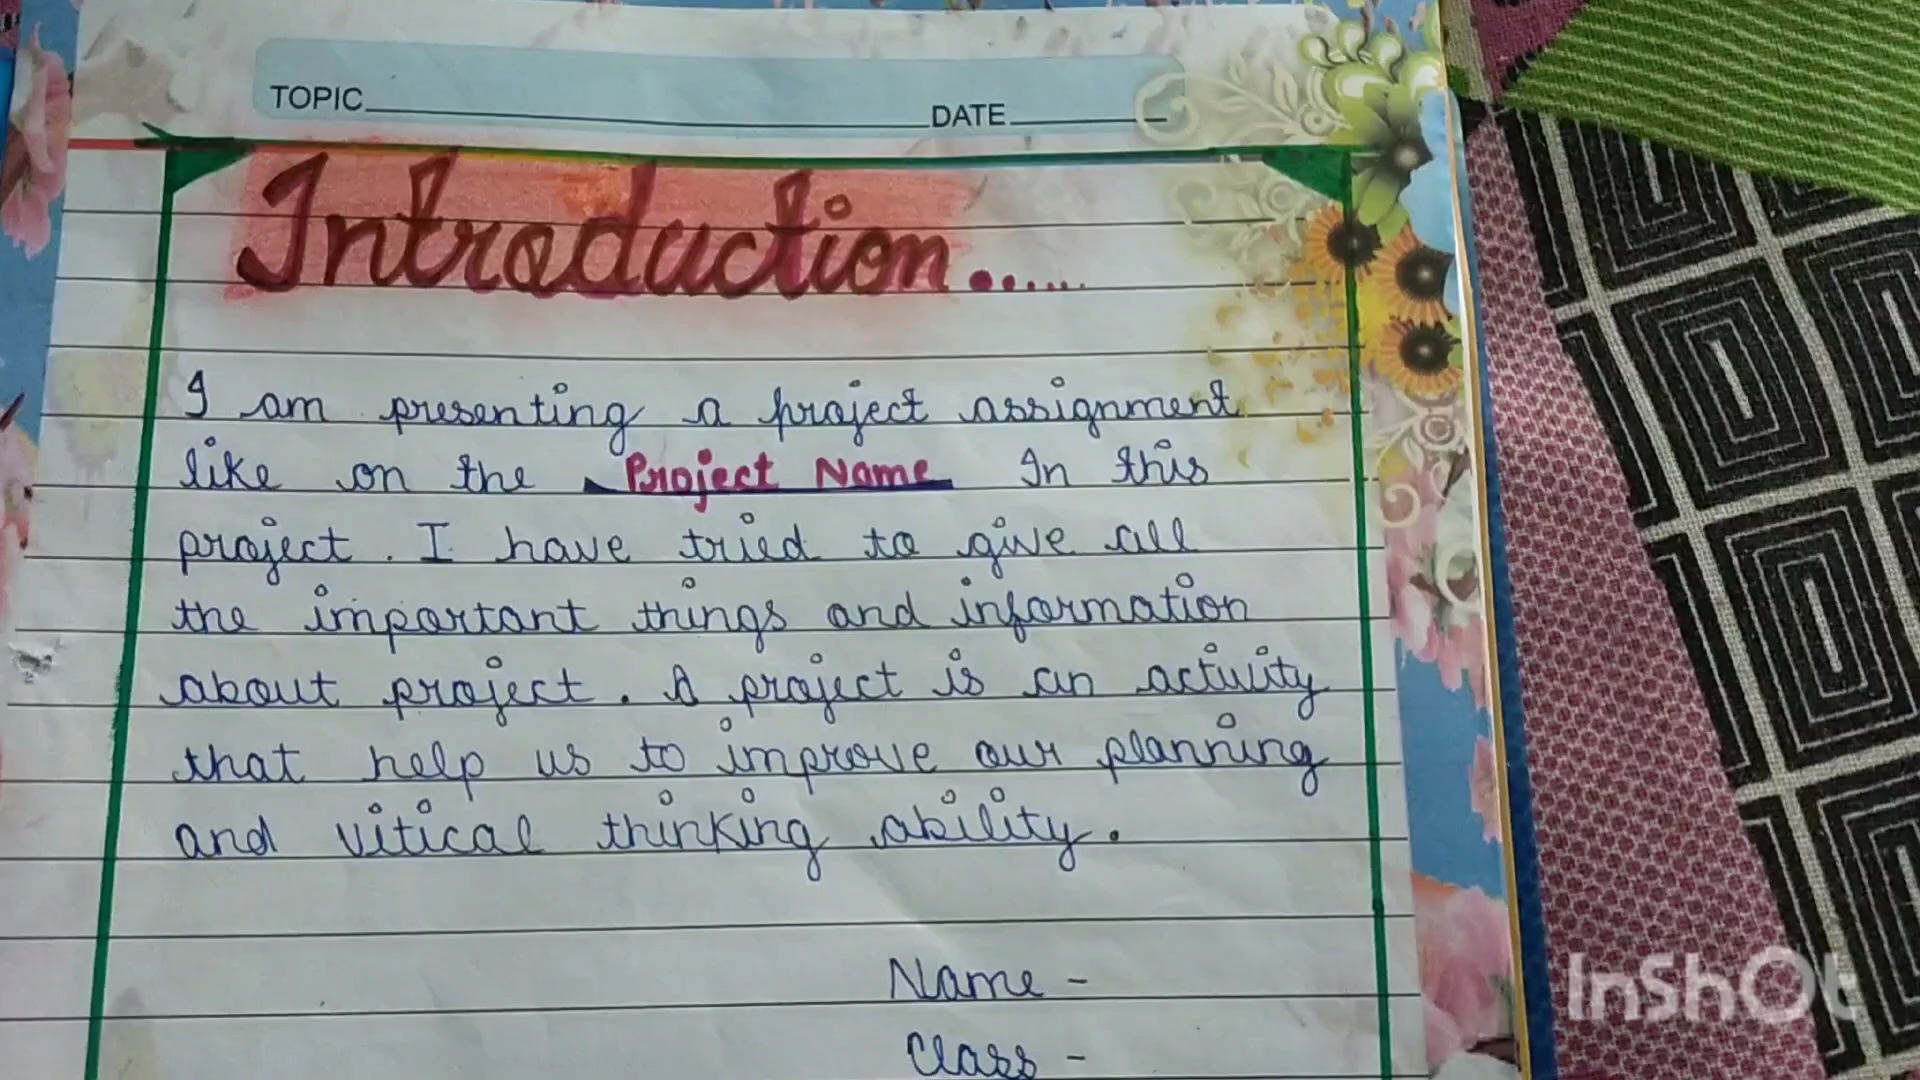 TOPIC DATE
Introduction......
I am presenting a project assignment
like on the Project Name In this
project. I have tried to give all
the important things and information
about project. A project is an activity
that help us to improve our planning
and vitical thinking ability.
Name -
Class -
InShOt